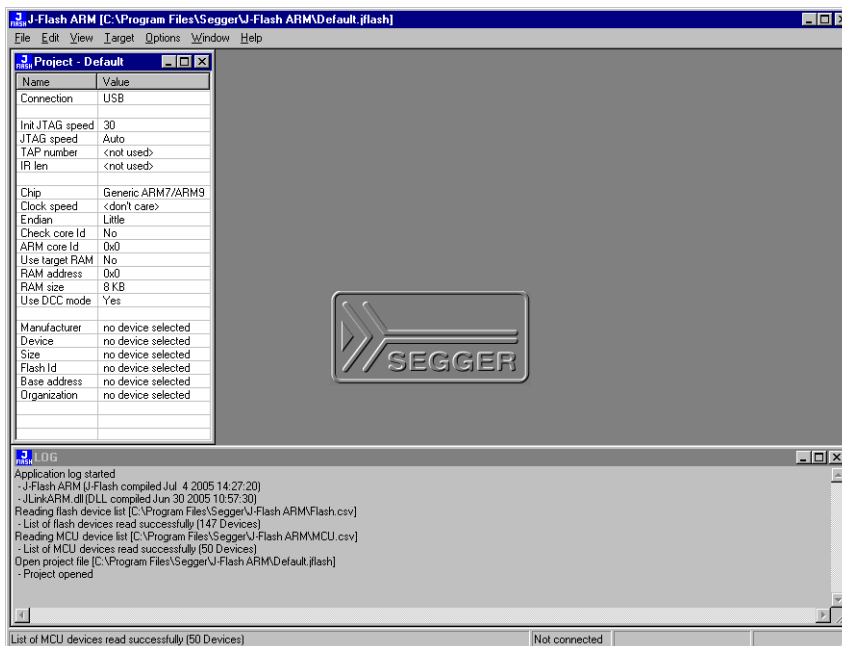 J-Flash ARM [C:\Program Files\Segger\J-Flash ARM\Default.jflash]
File Edit View Target Options Window Help
Project - Default
Name Value
Connection USB
Init JTAG speed 30
JTAG speed Auto
TAP number <not used>
IR len <not used>
Chip Generic ARM7/ARM9
Clock speed <don't care>
Endian Little
Check core Id No
ARM core Id 0x0
Use target RAM No
RAM address 0x0
RAM size 8 KB
Use DCC mode Yes
Manufacturer no device selected
Device no device selected
Size no device selected
Flash Id no device selected
Base address no device selected
Organization no device selected
SEGGER
LOG
Application log started
- J-Flash ARM (J-Flash compiled Jul 4 2005 14:27:20)
- JLinkARM.dll (DLL compiled Jun 30 2005 10:57:30)
Reading flash device list [C:\Program Files\Segger\J-Flash ARM\Flash.csv]
- List of flash devices read successfully (147 Devices)
Reading MCU device list [C:\Program Files\Segger\J-Flash ARM\MCU.csv]
- List of MCU devices read successfully (50 Devices)
Open project file [C:\Program Files\Segger\J-Flash ARM\Default.jflash]
- Project opened
List of MCU devices read successfully (50 Devices) Not connected